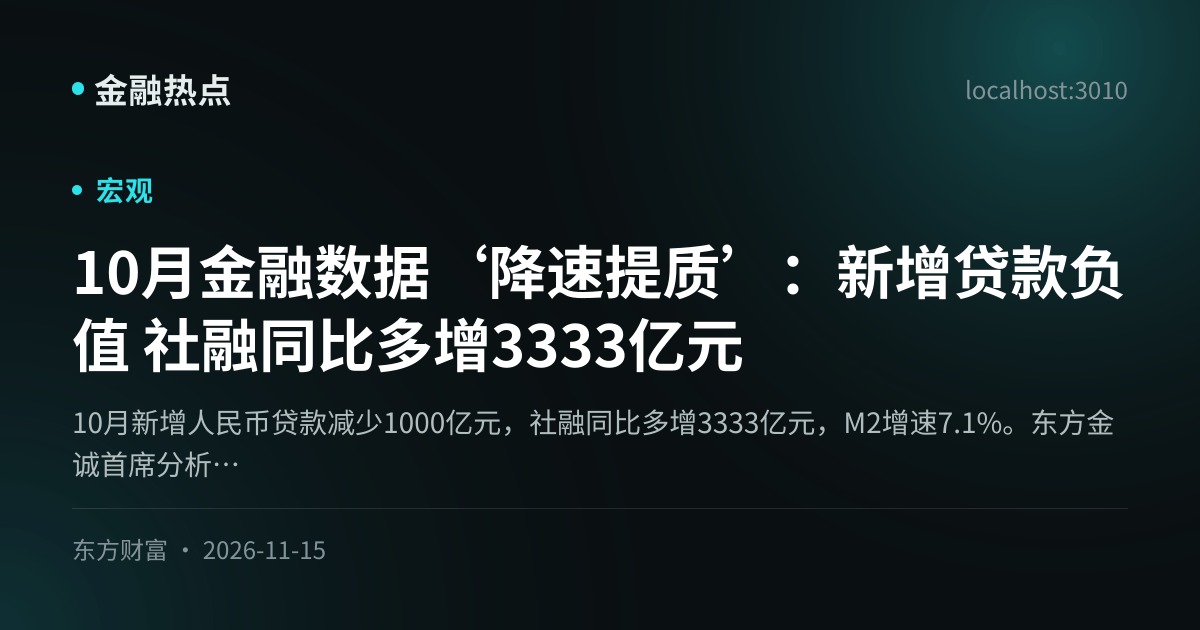 金融热点
localhost:3010
宏观
10月金融数据‘降速提质’：新增贷款负
值 社融同比多增3333亿元
10月新增人民币贷款减少1000亿元，社融同比多增3333亿元，M2增速7.1%。东方金
诚首席分析…
东方财富 • 2026-11-15